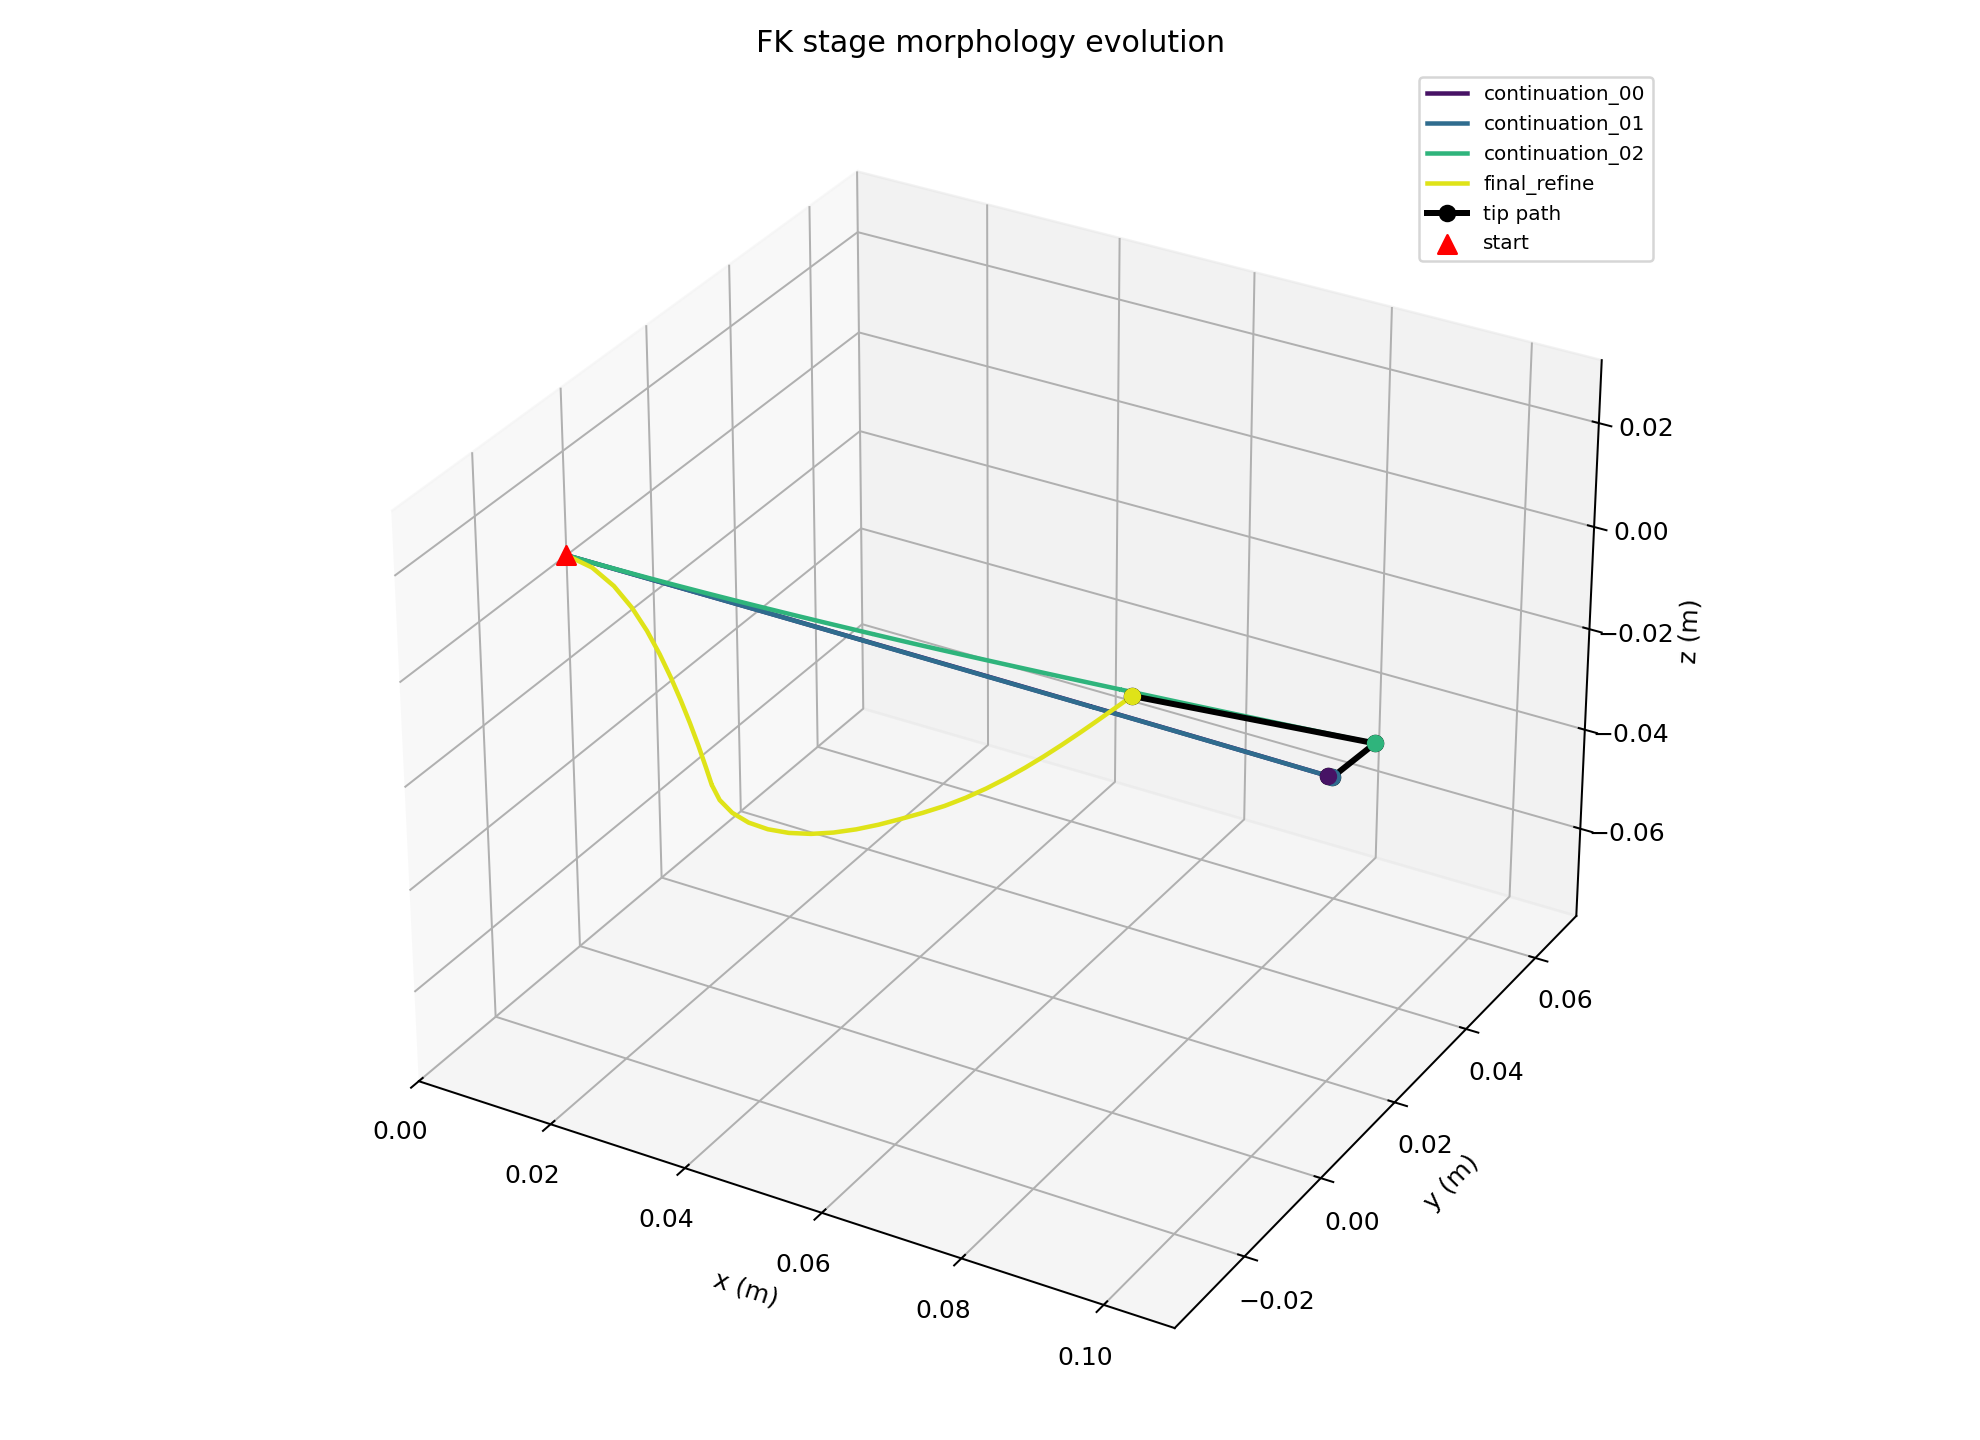 FK stage morphology evolution
continuation_00
continuation_01
continuation_02
final_refine
tip path
start
0.02
0.00
−0.02
−0.04
−0.06
z (m)
0.06
0.04
0.02
0.00
−0.02
y (m)
0.00
0.02
0.04
0.06
0.08
0.10
x (m)